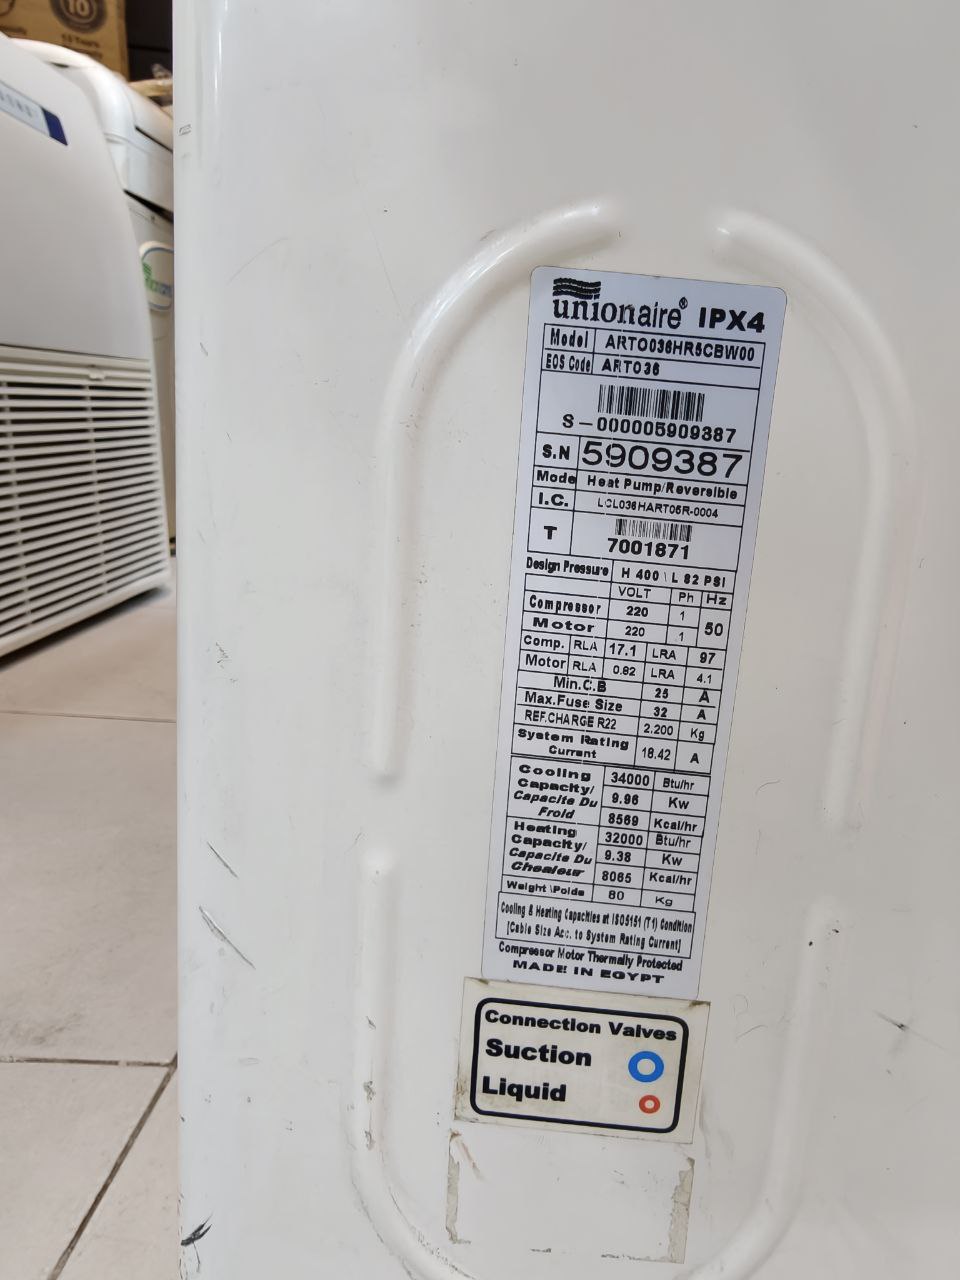 10
unionaire® IPX4
Model ARTO036HR5CBW00
EOS Code ARTO36
S-000005909387
S.N 5909387
Mode Heat Pump/Reversible
I.C. LCL036HART05R-0004
T 7001871
Design Pressure H 400 \ L 82 PSI
VOLT Ph Hz
Compressor 220 1 50
Motor 220 1
Comp. RLA 17.1 LRA 97
Motor RLA 0.82 LRA 4.1
Min.C.B 25 A
Max.Fuse Size 32 A
REF.CHARGE R22 2.200 Kg
System Rating Current 18.42 A
Cooling Capacity/ Capacite Du Froid 34000 Btu/hr
9.96 Kw
8569 Kcal/hr
Heating Capacity/ Capacite Du Chealeur 32000 Btu/hr
9.38 Kw
8065 Kcal/hr
Weight \Poids 80 Kg
Cooling & Heating Capacities at ISO5151 (T1) Condition
[Cable Size Acc. to System Rating Current]
Compressor Motor Thermally Protected
MADE IN EGYPT
Connection Valves
Suction
Liquid